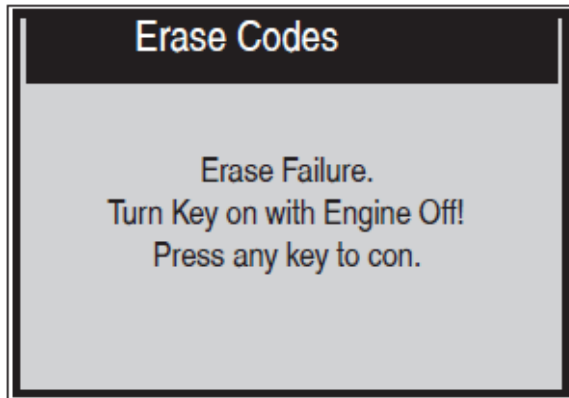 Erase Codes
Erase Failure.
Turn Key on with Engine Off!
Press any key to con.